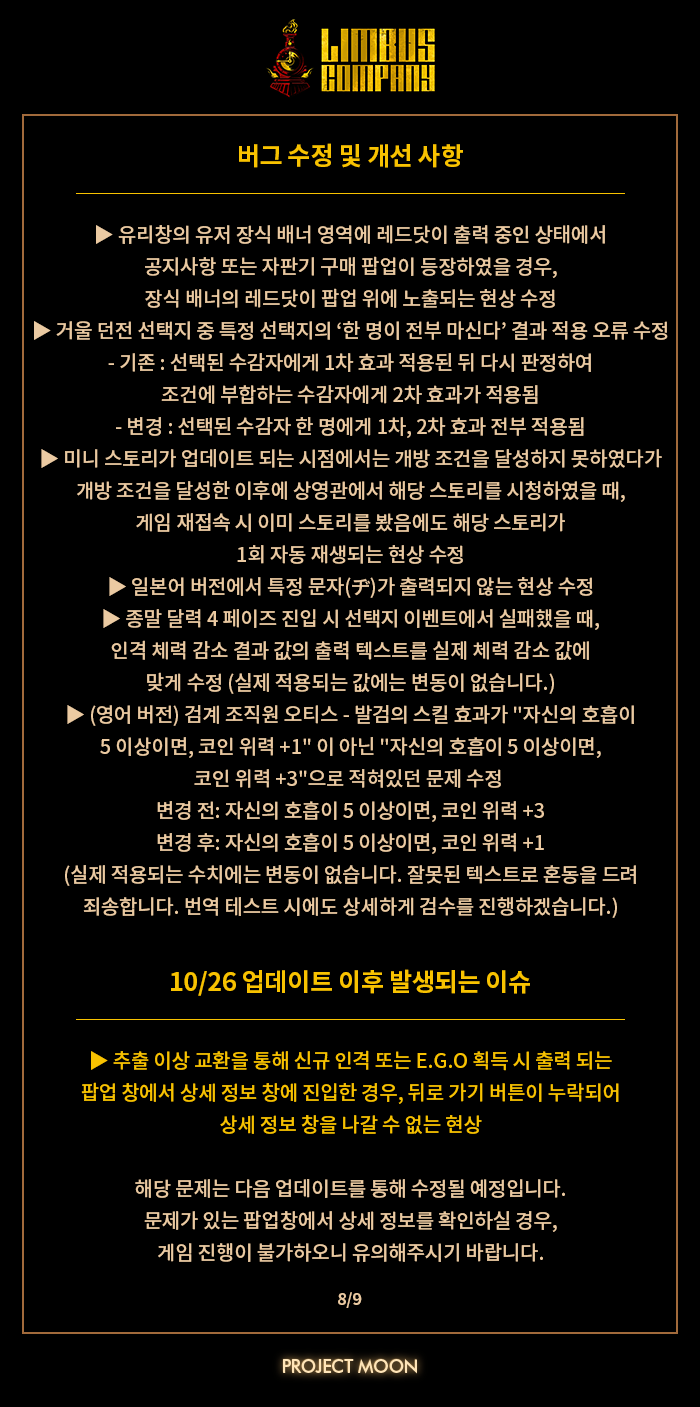 LIMBUS
COMPANY
버그 수정 및 개선 사항
▶ 유리창의 유저 장식 배너 영역에 레드닷이 출력 중인 상태에서
공지사항 또는 자판기 구매 팝업이 등장하였을 경우,
장식 배너의 레드닷이 팝업 위에 노출되는 현상 수정
▶ 거울 던전 선택지 중 특정 선택지의 ‘한 명이 전부 마신다’ 결과 적용 오류 수정
- 기존 : 선택된 수감자에게 1차 효과 적용된 뒤 다시 판정하여
조건에 부합하는 수감자에게 2차 효과가 적용됨
- 변경 : 선택된 수감자 한 명에게 1차, 2차 효과 전부 적용됨
▶ 미니 스토리가 업데이트 되는 시점에서는 개방 조건을 달성하지 못하였다가
개방 조건을 달성한 이후에 상영관에서 해당 스토리를 시청하였을 때,
게임 재접속 시 이미 스토리를 봤음에도 해당 스토리가
1회 자동 재생되는 현상 수정
▶ 일본어 버전에서 특정 문자(ヂ)가 출력되지 않는 현상 수정
▶ 종말 달력 4 페이즈 진입 시 선택지 이벤트에서 실패했을 때,
인격 체력 감소 결과 값의 출력 텍스트를 실제 체력 감소 값에
맞게 수정 (실제 적용되는 값에는 변동이 없습니다.)
▶ (영어 버전) 검계 조직원 오티스 - 발검의 스킬 효과가 "자신의 호흡이
5 이상이면, 코인 위력 +1" 이 아닌 "자신의 호흡이 5 이상이면,
코인 위력 +3"으로 적혀있던 문제 수정
변경 전: 자신의 호흡이 5 이상이면, 코인 위력 +3
변경 후: 자신의 호흡이 5 이상이면, 코인 위력 +1
(실제 적용되는 수치에는 변동이 없습니다. 잘못된 텍스트로 혼동을 드려
죄송합니다. 번역 테스트 시에도 상세하게 검수를 진행하겠습니다.)
10/26 업데이트 이후 발생되는 이슈
▶ 추출 이상 교환을 통해 신규 인격 또는 E.G.O 획득 시 출력 되는
팝업 창에서 상세 정보 창에 진입한 경우, 뒤로 가기 버튼이 누락되어
상세 정보 창을 나갈 수 없는 현상
해당 문제는 다음 업데이트를 통해 수정될 예정입니다.
문제가 있는 팝업창에서 상세 정보를 확인하실 경우,
게임 진행이 불가하오니 유의해주시기 바랍니다.
8/9
PROJECT MOON